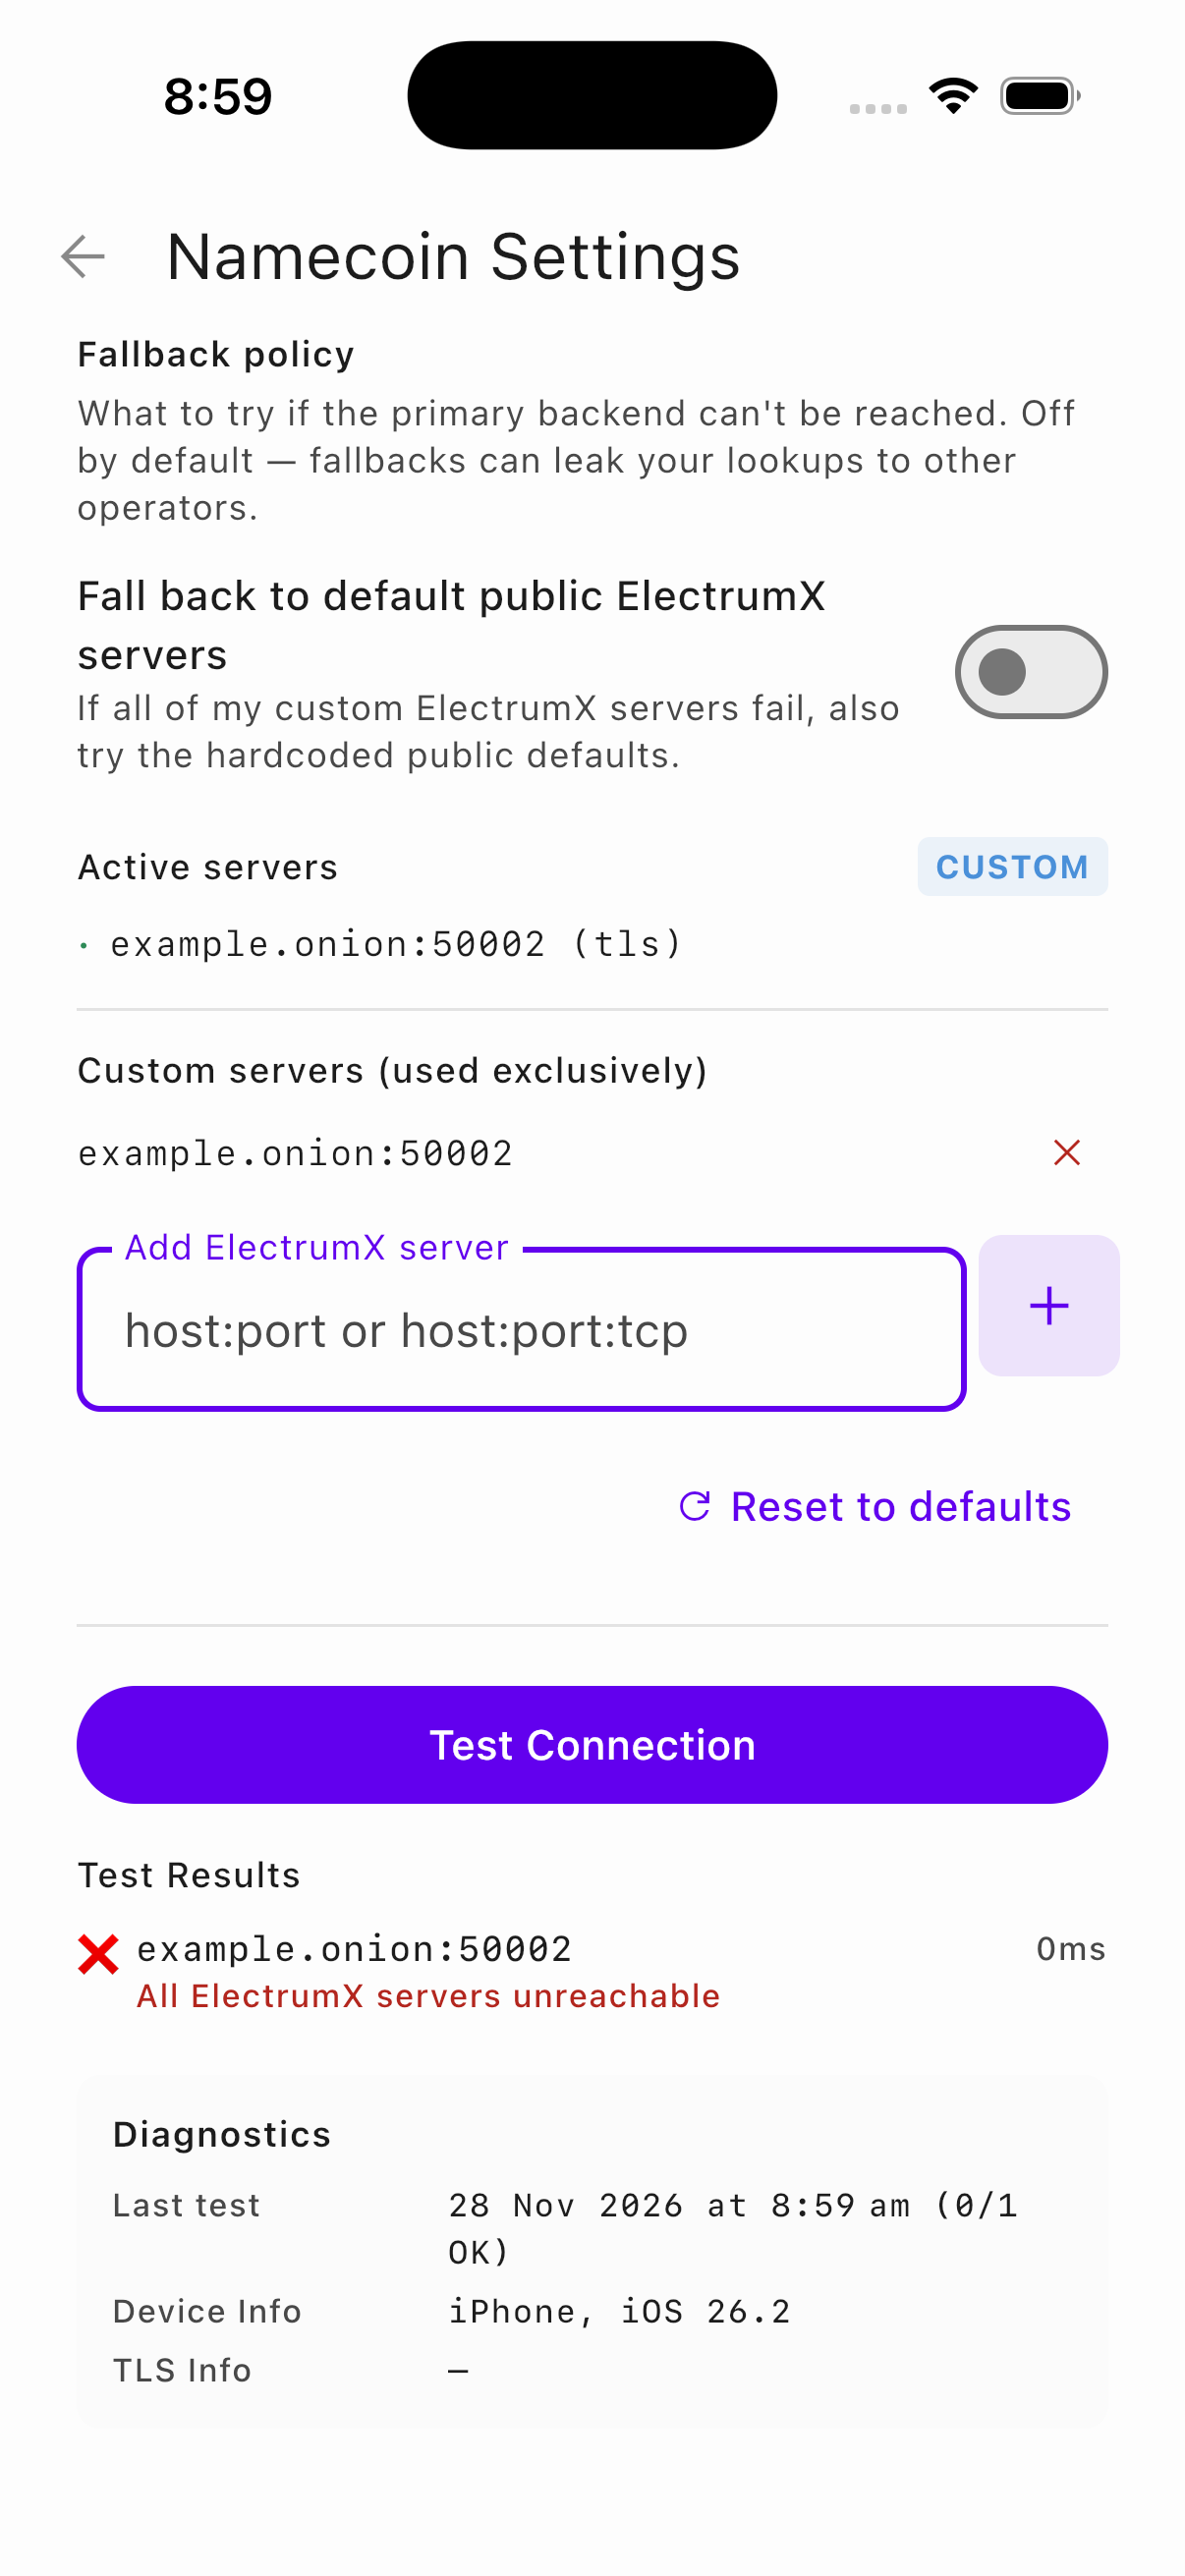 8:59
Namecoin Settings
Fallback policy
What to try if the primary backend can't be reached. Off
by default — fallbacks can leak your lookups to other
operators.
Fall back to default public ElectrumX
servers
If all of my custom ElectrumX servers fail, also
try the hardcoded public defaults.
Active servers
CUSTOM
· example.onion:50002 (tls)
Custom servers (used exclusively)
example.onion:50002
Add ElectrumX server
host:port or host:port:tcp
Reset to defaults
Test Connection
Test Results
example.onion:50002
0ms
All ElectrumX servers unreachable
Diagnostics
Last test
28 Nov 2026 at 8:59 am (0/1
OK)
Device Info
iPhone, iOS 26.2
TLS Info
—